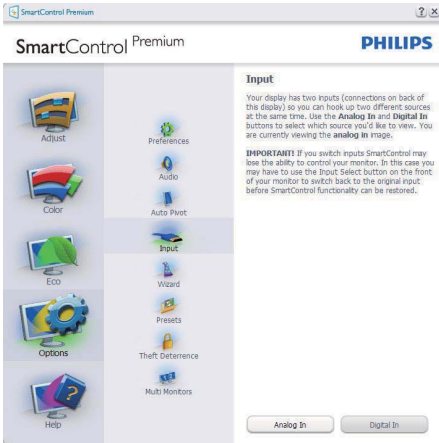 SmartControl Premium
SmartControl Premium
PHILIPS
Adjust
Color
Eco
Options
Help
Preferences
Audio
Auto Pivot
Input
Wizard
Presets
Theft Deterrence
Multi Monitors
Input
Your display has two inputs (connections on back of
this display) so you can hook up two different sources
at the same time. Use the Analog In and Digital In
buttons to select which source you'd like to view. You
are currently viewing the analog in image.
IMPORTANT! If you switch inputs SmartControl may
lose the ability to control your monitor. In this case you
may have to use the Input Select button on the front
of your monitor to switch back to the original input
before SmartControl functionality can be restored.
Analog In
Digital In